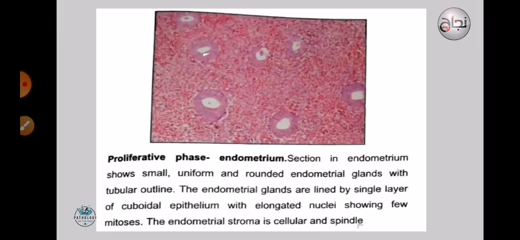 نجاح
Proliferative phase- endometrium.Section in endometrium
shows small, uniform and rounded endometrial glands with
tubular outline. The endometrial glands are lined by single layer
of cuboidal epithelium with elongated nuclei showing few
mitoses. The endometrial stroma is cellular and spindle
PATHOLOGY